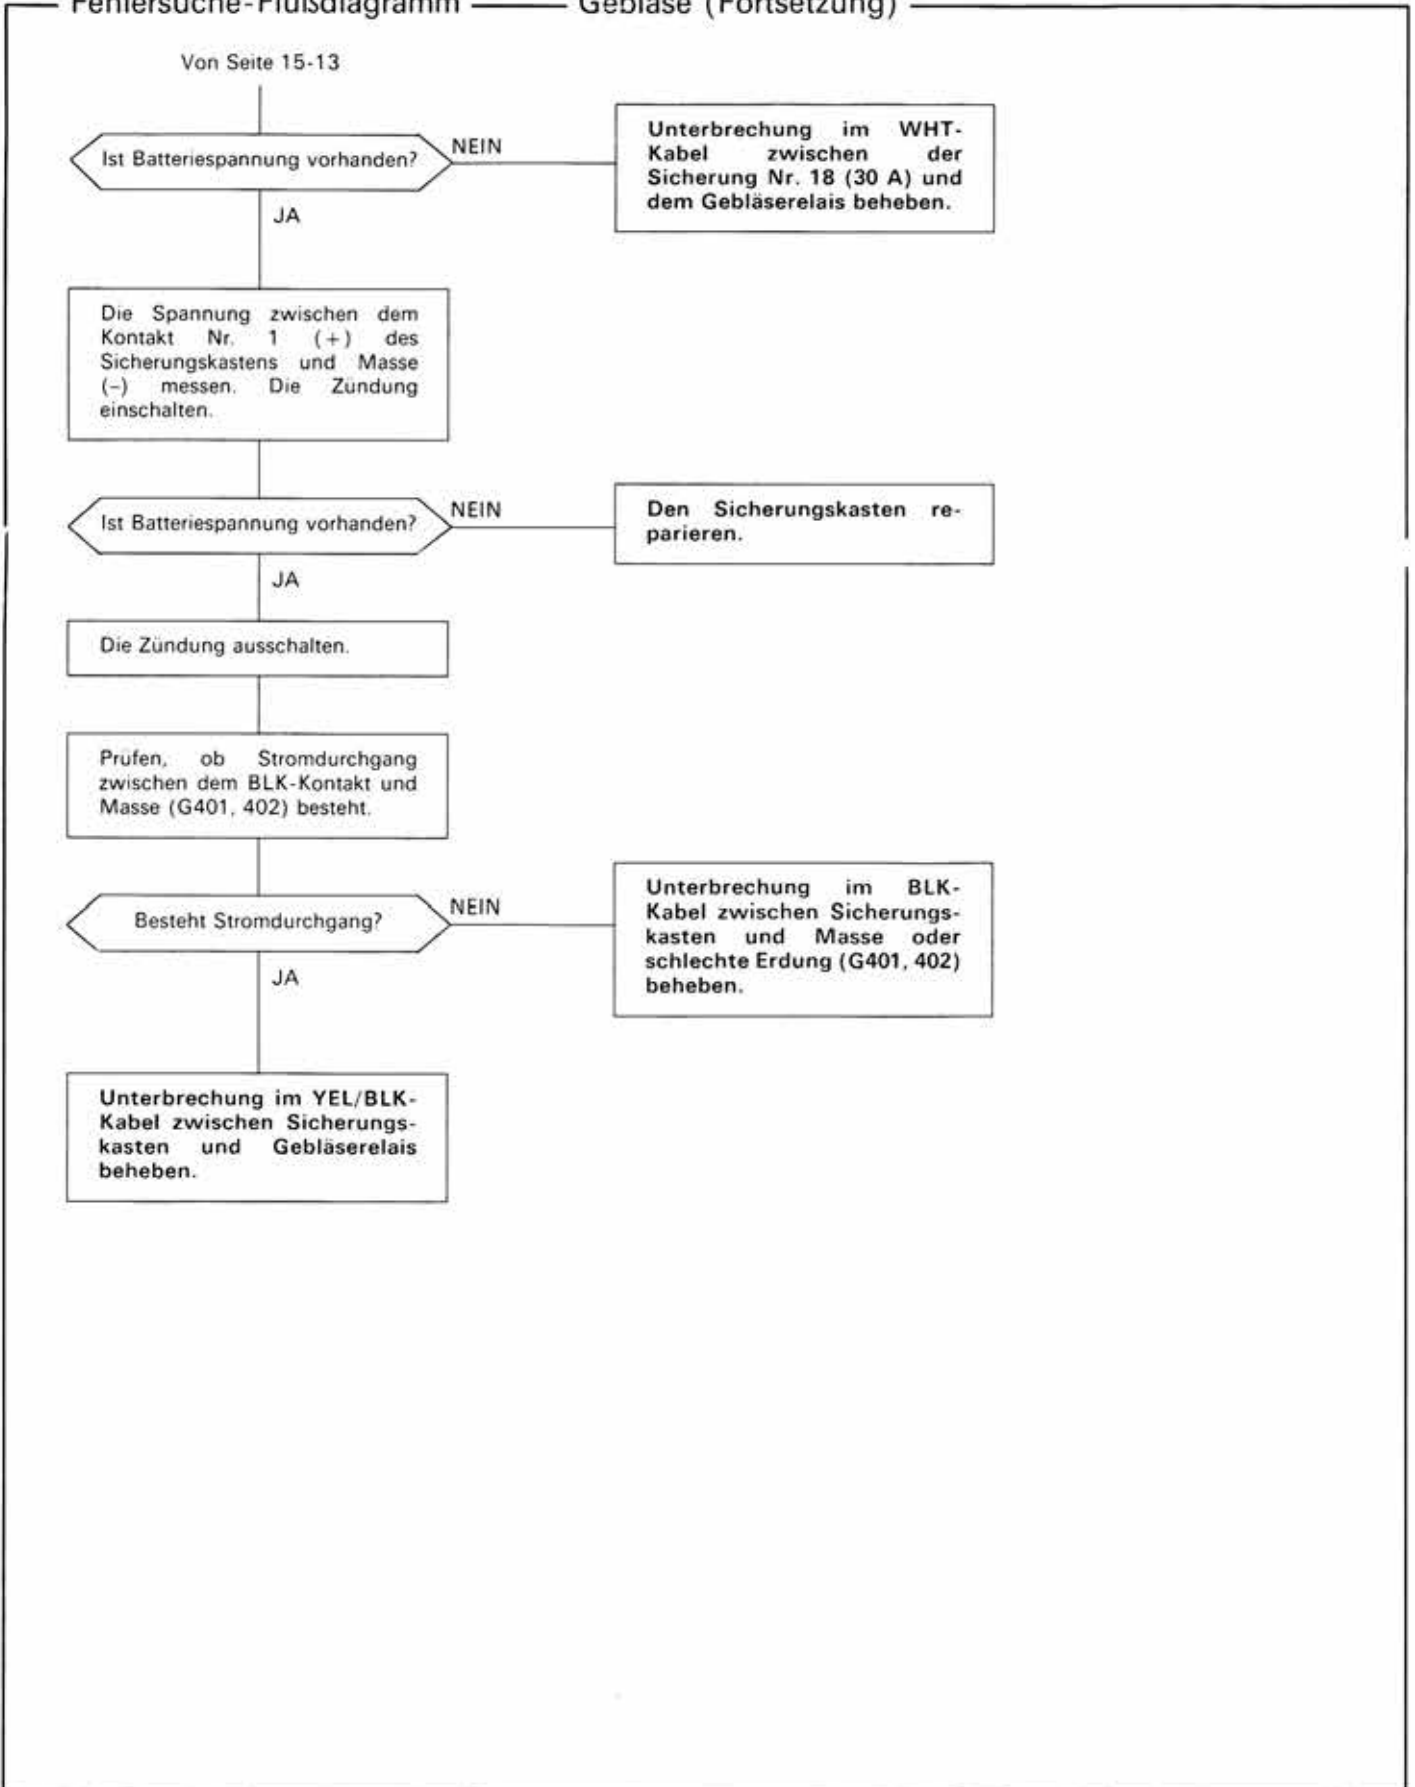 Fehlersuche-Flußdiagramm
Gebläse (Fortsetzung)
Von Seite 15-13
Ist Batteriespannung vorhanden?
NEIN
Unterbrechung im WHT-
Kabel zwischen der
Sicherung Nr. 18 (30 A) und
dem Gebläserelais beheben.
JA
Die Spannung zwischen dem
Kontakt Nr. 1 (+) des
Sicherungskastens und Masse
(–) messen. Die Zündung
einschalten.
Ist Batteriespannung vorhanden?
NEIN
Den Sicherungskasten re-
parieren.
JA
Die Zündung ausschalten.
Prüfen, ob Stromdurchgang
zwischen dem BLK-Kontakt und
Masse (G401, 402) besteht.
Besteht Stromdurchgang?
NEIN
Unterbrechung im BLK-
Kabel zwischen Sicherungs-
kasten und Masse oder
schlechte Erdung (G401, 402)
beheben.
JA
Unterbrechung im YEL/BLK-
Kabel zwischen Sicherungs-
kasten und Gebläserelais
beheben.